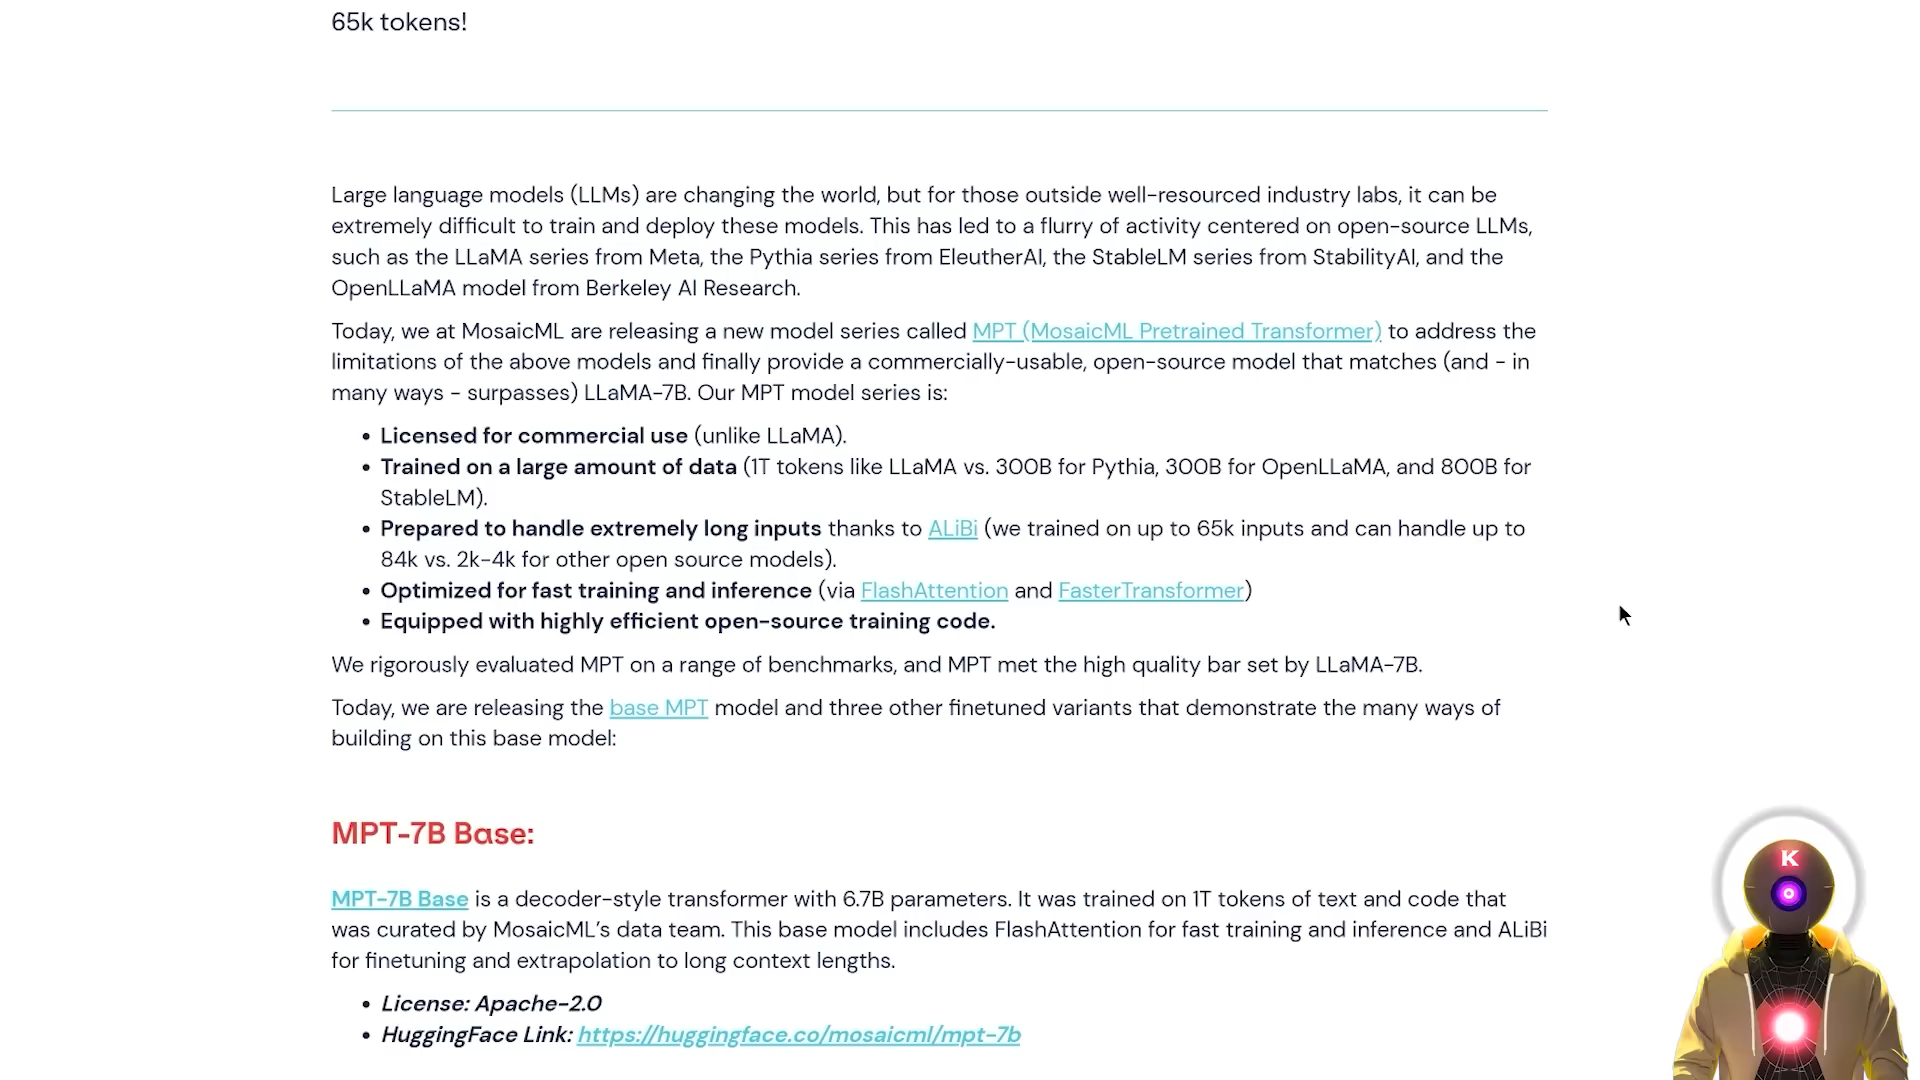 65k tokens!
Large language models (LLMs) are changing the world, but for those outside well-resourced industry labs, it can be
extremely difficult to train and deploy these models. This has led to a flurry of activity centered on open-source LLMs,
such as the LLaMA series from Meta, the Pythia series from EleutherAI, the StableLM series from StabilityAI, and the
OpenLLaMA model from Berkeley AI Research.
Today, we at MosaicML are releasing a new model series called MPT (MosaicML Pretrained Transformer) to address the
limitations of the above models and finally provide a commercially-usable, open-source model that matches (and - in
many ways - surpasses) LLaMA-7B. Our MPT model series is:
• Licensed for commercial use (unlike LLaMA).
• Trained on a large amount of data (1T tokens like LLaMA vs. 300B for Pythia, 300B for OpenLLaMA, and 800B for
StableLM).
• Prepared to handle extremely long inputs thanks to ALiBi (we trained on up to 65k inputs and can handle up to
84k vs. 2k-4k for other open source models).
• Optimized for fast training and inference (via FlashAttention and FasterTransformer)
• Equipped with highly efficient open-source training code.
We rigorously evaluated MPT on a range of benchmarks, and MPT met the high quality bar set by LLaMA-7B.
Today, we are releasing the base MPT model and three other finetuned variants that demonstrate the many ways of
building on this base model:
MPT-7B Base:
MPT-7B Base is a decoder-style transformer with 6.7B parameters. It was trained on 1T tokens of text and code that
was curated by MosaicML's data team. This base model includes FlashAttention for fast training and inference and ALiBi
for finetuning and extrapolation to long context lengths.
• License: Apache-2.0
• HuggingFace Link: https://huggingface.co/mosaicml/mpt-7b
K